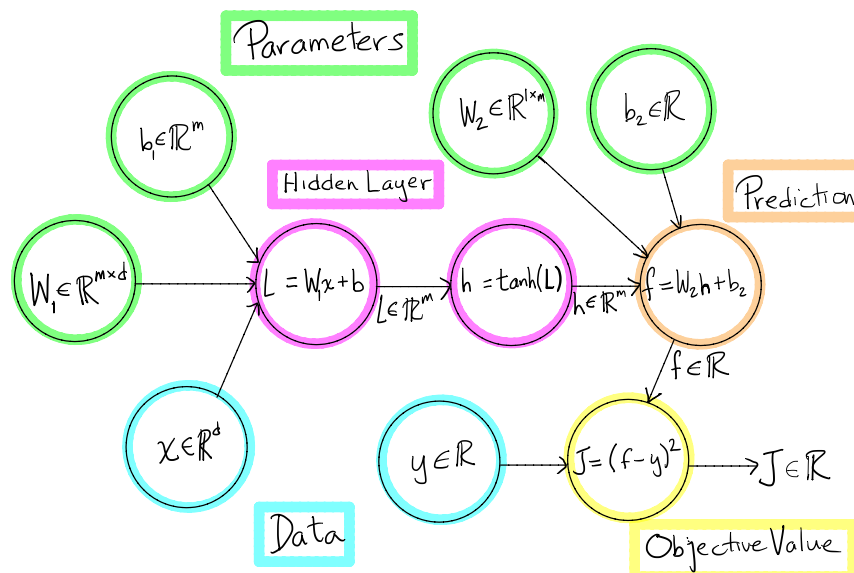 Parameters
b₁∈ℝᵐ
W₂∈ℝ¹ˣᵐ
b₂∈ℝ
Hidden Layer
Prediction
W₁∈ℝᵐˣᵈ
L = W₁x+b
L∈ℝᵐ
h = tanh(L)
h∈ℝᵐ
f=W₂h+b₂
f∈ℝ
x∈ℝᵈ
y∈ℝ
J=(f-y)²
J∈ℝ
Data
Objective Value